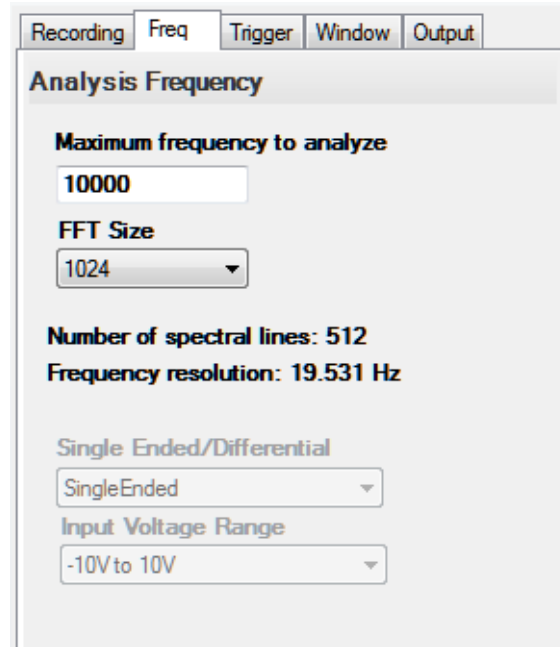 Recording Freq Trigger Window Output
Analysis Frequency
Maximum frequency to analyze
10000
FFT Size
1024
Number of spectral lines: 512
Frequency resolution: 19.531 Hz
Single Ended/Differential
SingleEnded
Input Voltage Range
-10V to 10V